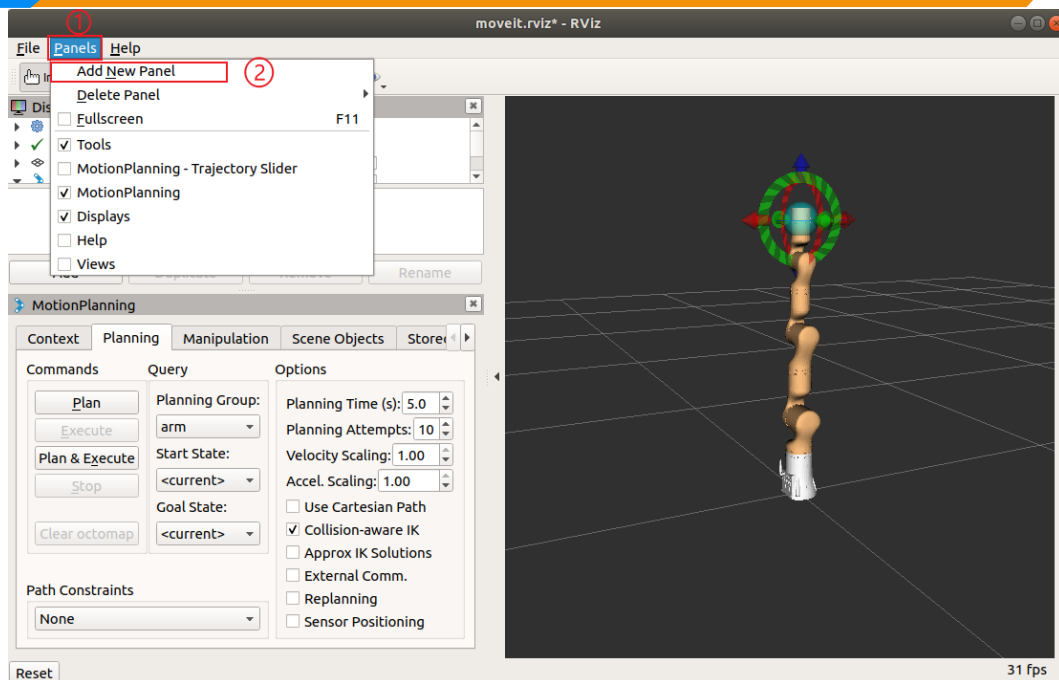 ①
moveit.rviz* - RViz
File Panels Help
Add New Panel
②
Delete Panel
Fullscreen F11
Tools
MotionPlanning - Trajectory Slider
MotionPlanning
Displays
Help
Views
Rename
MotionPlanning
Context Planning Manipulation Scene Objects
Commands Query Options
Plan
Execute
Plan & Execute
Stop
Clear octomap
Planning Group:
arm
Start State:
<current>
Goal State:
<current>
Planning Time (s): 5.0
Planning Attempts: 10
Velocity Scaling: 1.00
Accel. Scaling: 1.00
Use Cartesian Path
Collision-aware IK
Approx IK Solutions
External Comm.
Replanning
Sensor Positioning
Path Constraints
None
Reset
31 fps